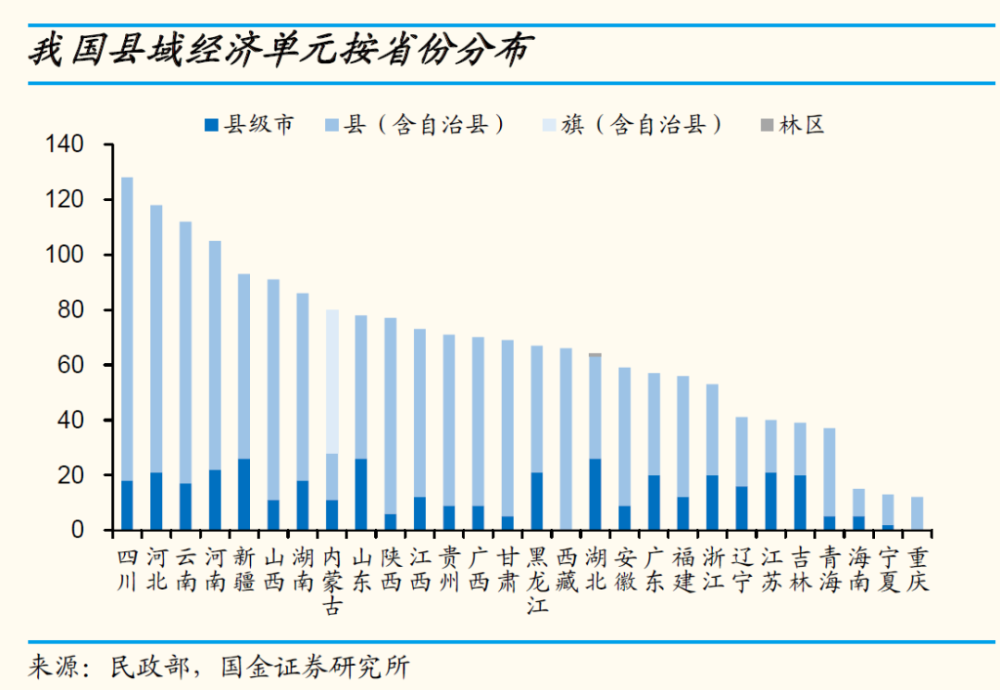 我国县域经济单元按省份分布
县级市 县（含自治县） 旗（含自治县） 林区
140
120
100
80
60
40
20
0
四川 河北 云南 河南 新疆 山西 湖南 内蒙古 山东 陕西 江西 贵州 广西 甘肃 黑龙江 西藏 湖北 安徽 广东 福建 浙江 辽宁 江苏 吉林 青海 海南 宁夏 重庆
来源：民政部，国金证券研究所